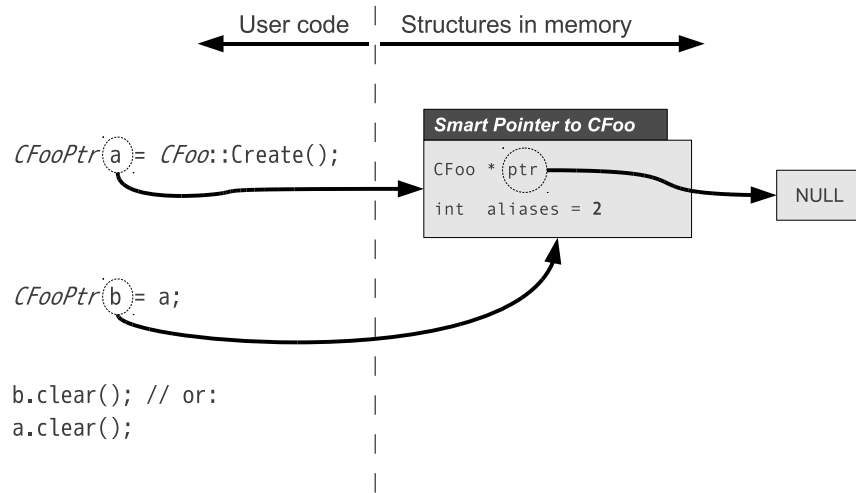 User code
Structures in memory
CFooPtr a = CFoo::Create();
Smart Pointer to CFoo
CFoo * ptr
int aliases = 2
NULL
CFooPtr b = a;
b.clear(); // or:
a.clear();